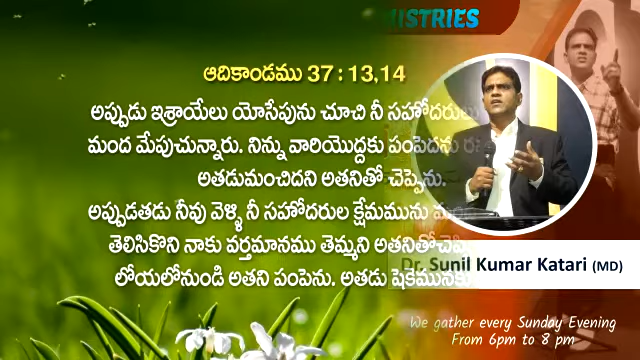 MISTRIES
ఆదికాండము 37 : 13,14
అప్పుడు ఇశ్రాయేలు యోసేపును చూచి నీ సహోదరులు
మంద మేపుచున్నారు. నిన్ను వారియొద్దకు పంపెదను
అతడుమంచిదని అతనితో చెప్పెను.
అప్పుడతడు నీవు వెళ్ళి నీ సహోదరుల క్షేమమును
తెలిసికొని నాకు వర్తమానము తెమ్మని
లోయలోనుండి అతని పంపెను. అతడు
Dr. Sunil Kumar Katari (MD)
We gather every Sunday Evening
From 6pm to 8 pm